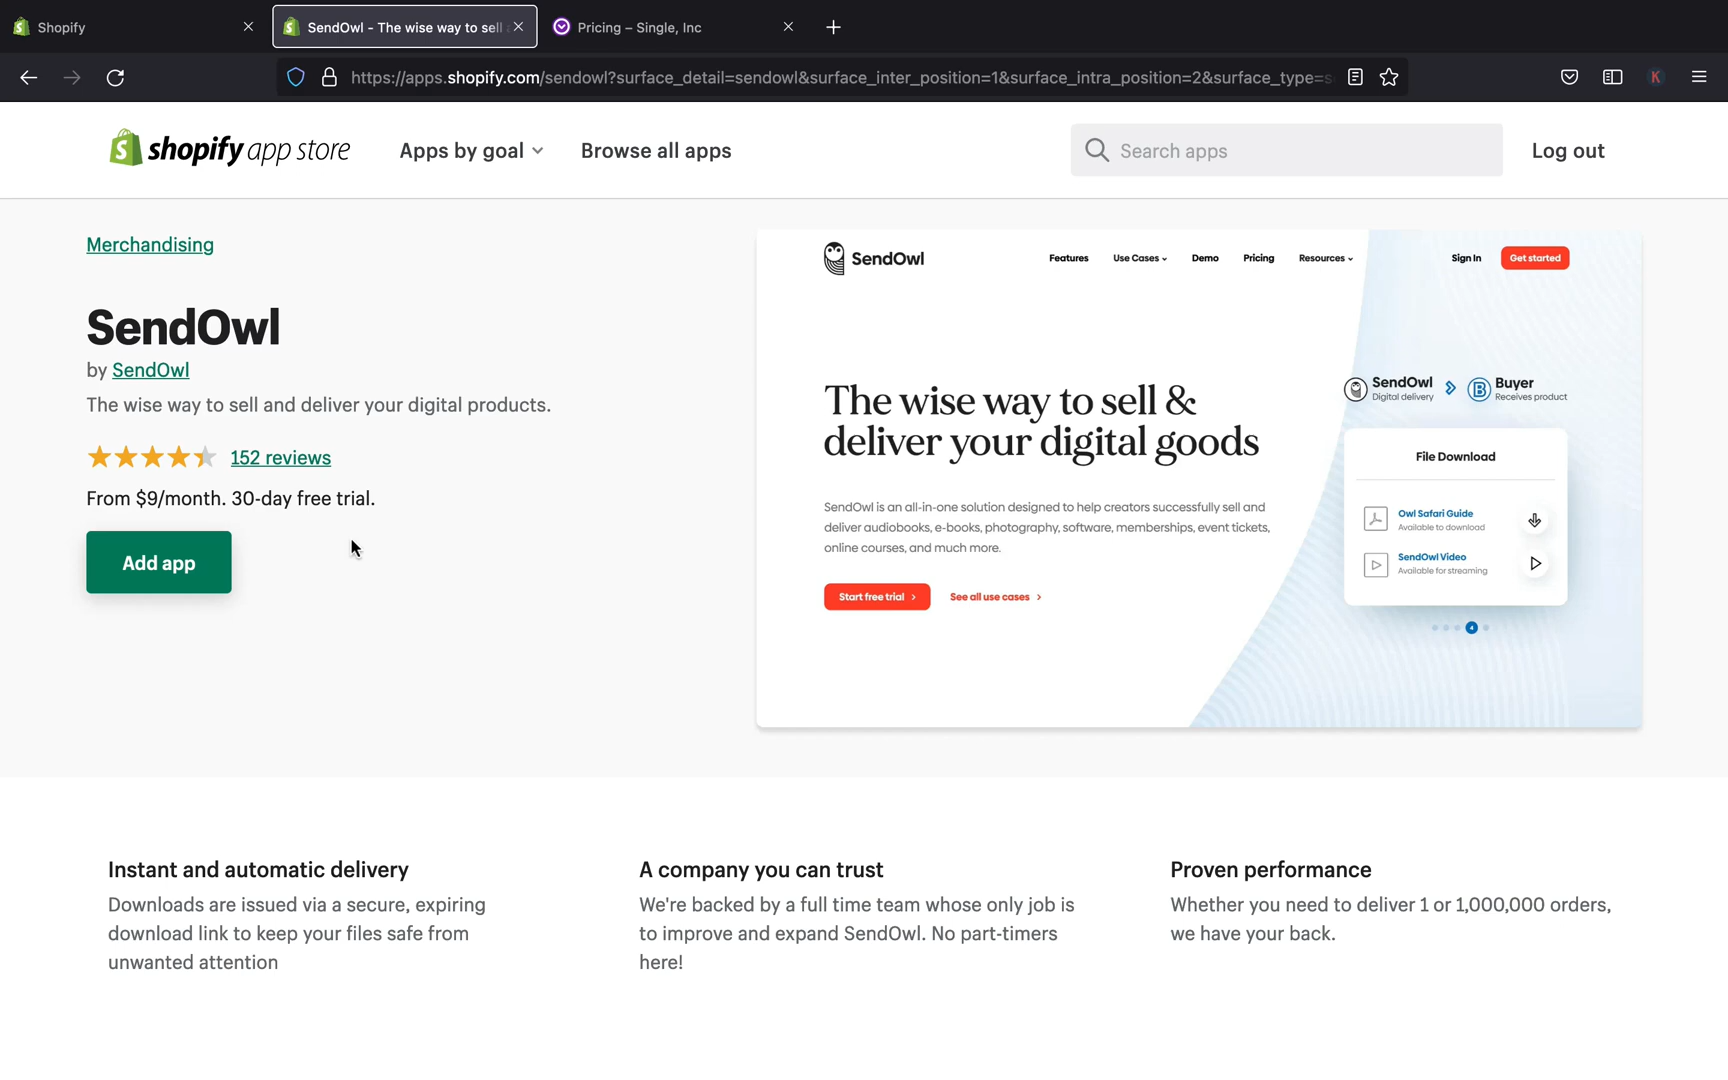 Shopify
SendOwl - The wise way to sell
Pricing – Single, Inc
https://apps.shopify.com/sendowl?surface_detail=sendowl&surface_inter_position=1&surface_intra_position=2&surface_type=s
K
shopify app store
Apps by goal
Browse all apps
Search apps
Log out
Merchandising
SendOwl
by SendOwl
The wise way to sell and deliver your digital products.
152 reviews
From $9/month. 30-day free trial.
Add app
SendOwl
Features
Use Cases
Demo
Pricing
Resources
Sign In
Get started
The wise way to sell &
deliver your digital goods
SendOwl is an all-in-one solution designed to help creators successfully sell and
deliver audiobooks, e-books, photography, software, memberships, event tickets,
online courses, and much more.
Start free trial
See all use cases
SendOwl
Digital delivery
Buyer
Receives product
File Download
Owl Safari Guide
Available to download
SendOwl Video
Available for streaming
4
Instant and automatic delivery
Downloads are issued via a secure, expiring
download link to keep your files safe from
unwanted attention
A company you can trust
We're backed by a full time team whose only job is
to improve and expand SendOwl. No part-timers
here!
Proven performance
Whether you need to deliver 1 or 1,000,000 orders,
we have your back.